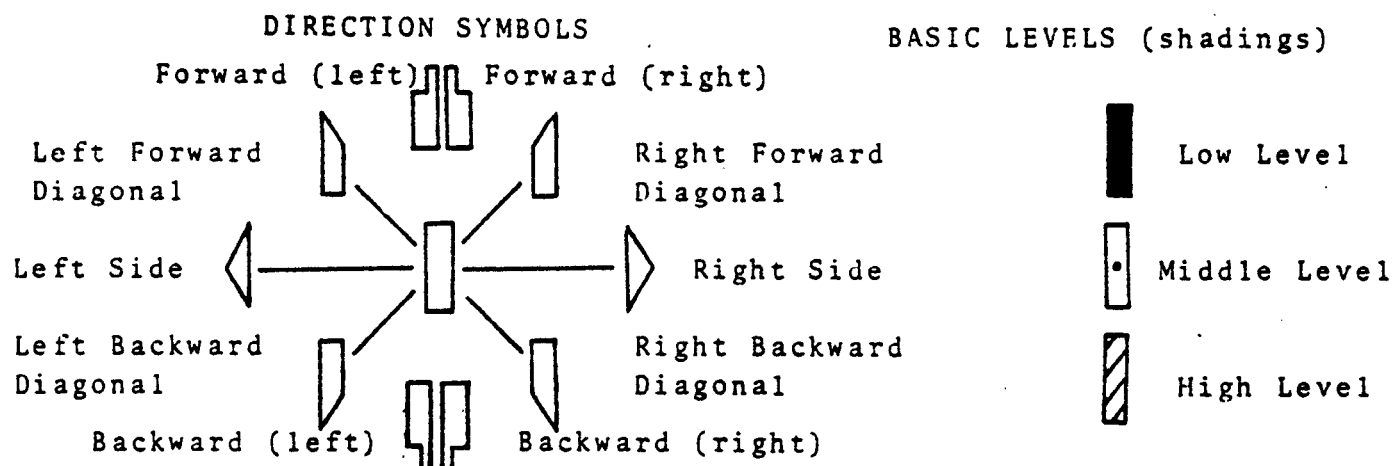 DIRECTION SYMBOLS
BASIC LEVELS (shadings)
Forward (left)
Forward (right)
Left Forward
Diagonal
Right Forward
Diagonal
Low Level
Left Side
Right Side
Middle Level
Left Backward
Diagonal
Right Backward
Diagonal
High Level
Backward (left)
Backward (right)